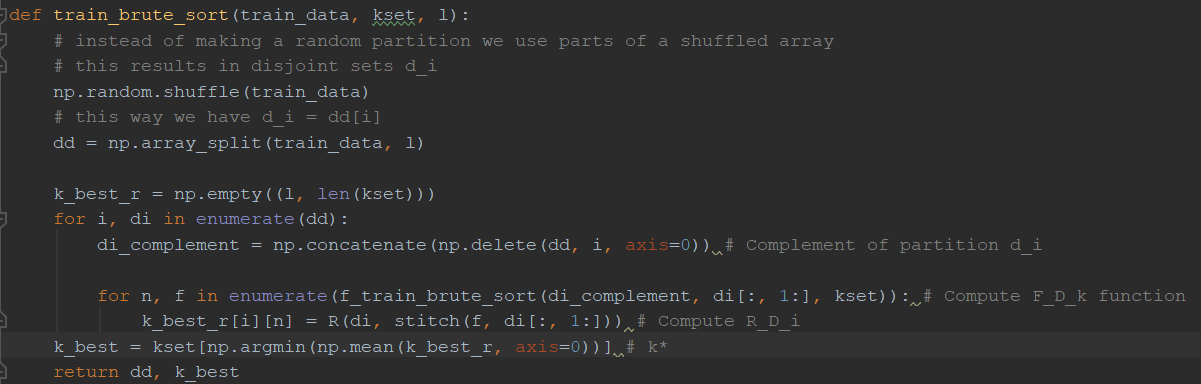 def train_brute_sort(train_data, kset, l):
    # instead of making a random partition we use parts of a shuffled array
    # this results in disjoint sets d_i
    np.random.shuffle(train_data)
    # this way we have d_i = dd[i]
    dd = np.array_split(train_data, l)
    k_best_r = np.empty((l, len(kset)))
    for i, di in enumerate(dd):
        di_complement = np.concatenate(np.delete(dd, i, axis=0)) # Complement of partition d_i
        for n, f in enumerate(f_train_brute_sort(di_complement, di[:, 1:], kset)): # Compute F_D_k function
            k_best_r[i][n] = R(di, stitch(f, di[:, 1:])) # Compute R_D_i
    k_best = kset[np.argmin(np.mean(k_best_r, axis=0))] # k*
    return dd, k_best